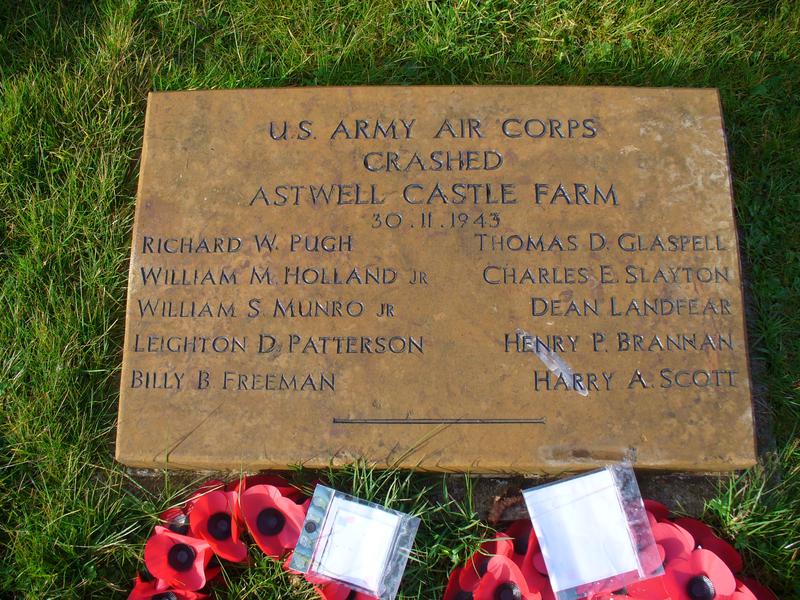 U.S. ARMY AIR CORPS
CRASHED
ASTWELL CASTLE FARM
30.11.1943
RICHARD W. PUGH THOMAS D. GLASPELL
WILLIAM M. HOLLAND JR CHARLES E. SLAYTON
WILLIAM S. MUNRO JR DEAN LANDFEAR
LEIGHTON D. PATTERSON HENRY P. BRANNAN
BILLY B. FREEMAN HARRY A. SCOTT